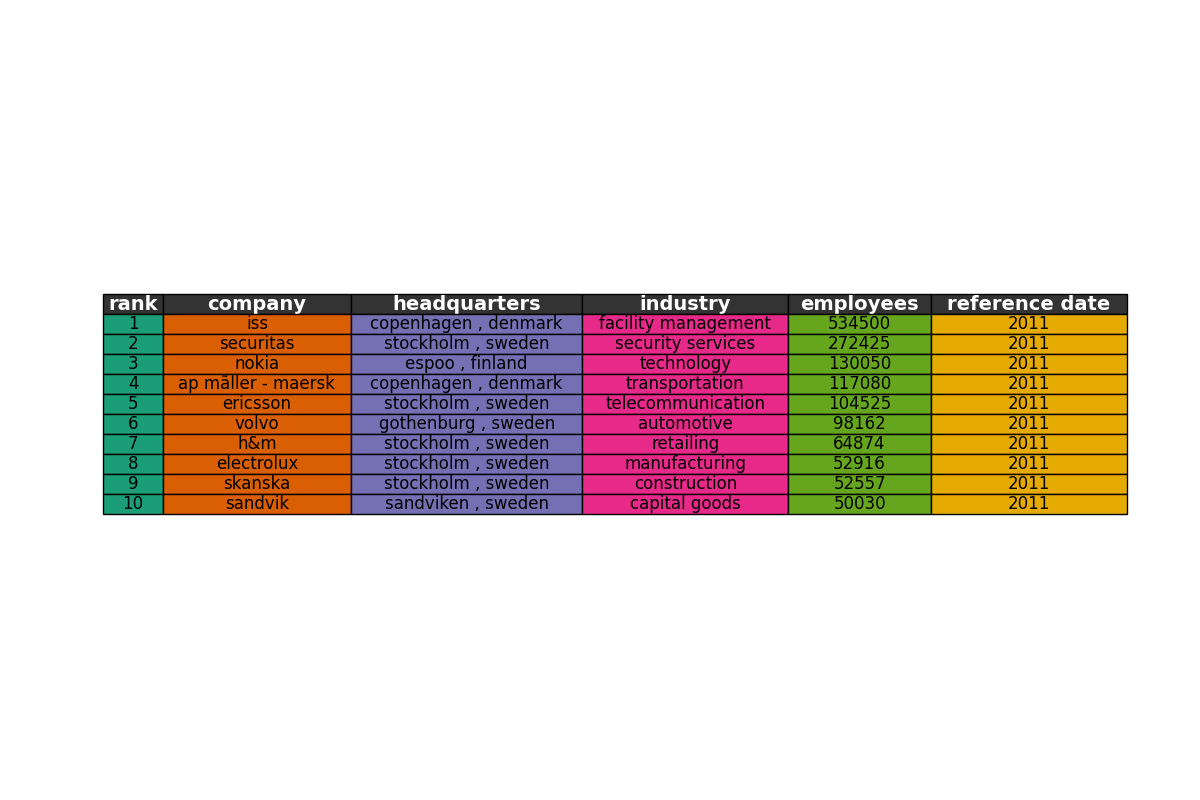 rank company headquarters industry employees reference date
1 iss copenhagen , denmark facility management 534500 2011
2 securitas stockholm , sweden security services 272425 2011
3 nokia espoo , finland technology 130050 2011
4 ap mãller - maersk copenhagen , denmark transportation 117080 2011
5 ericsson stockholm , sweden telecommunication 104525 2011
6 volvo gothenburg , sweden automotive 98162 2011
7 h&m stockholm , sweden retailing 64874 2011
8 electrolux stockholm , sweden manufacturing 52916 2011
9 skanska stockholm , sweden construction 52557 2011
10 sandvik sandviken , sweden capital goods 50030 2011